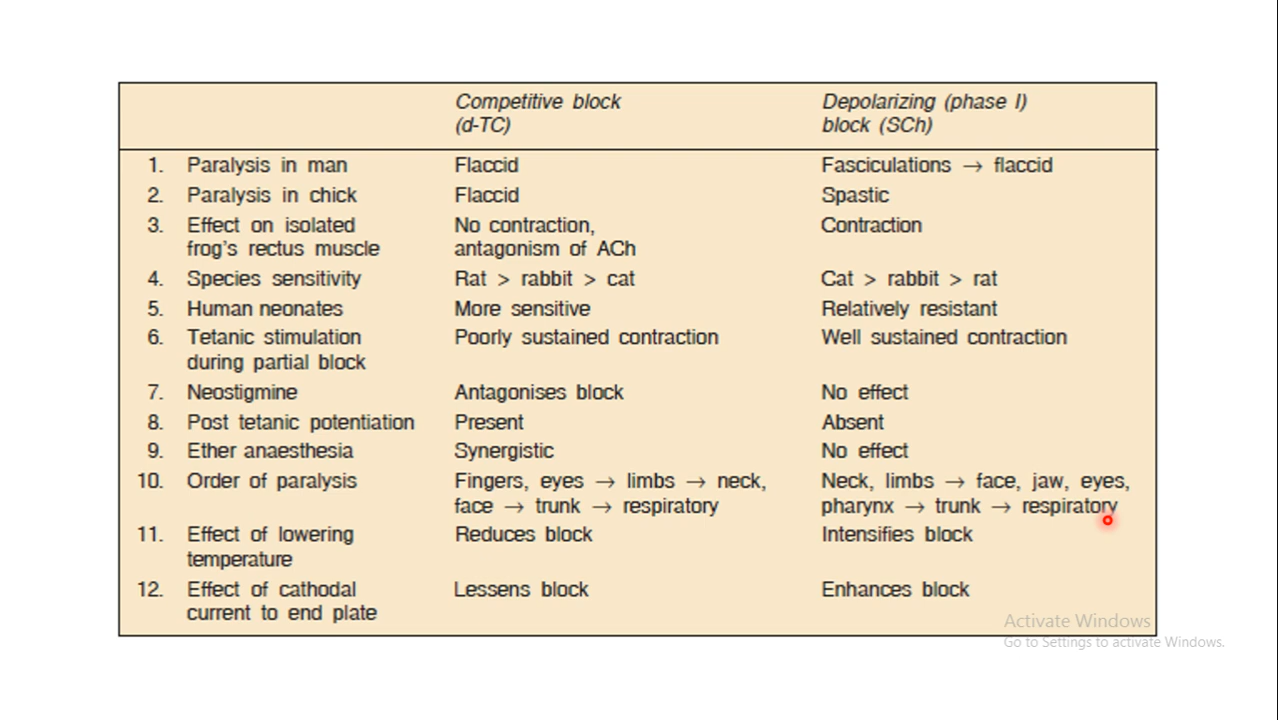 Competitive block Depolarizing (phase I)
(d-TC) block (SCh)
1. Paralysis in man Flaccid Fasciculations → flaccid
2. Paralysis in chick Flaccid Spastic
3. Effect on isolated No contraction, Contraction
frog's rectus muscle antagonism of ACh
4. Species sensitivity Rat > rabbit > cat Cat > rabbit > rat
5. Human neonates More sensitive Relatively resistant
6. Tetanic stimulation Poorly sustained contraction Well sustained contraction
during partial block
7. Neostigmine Antagonises block No effect
8. Post tetanic potentiation Present Absent
9. Ether anaesthesia Synergistic No effect
10. Order of paralysis Fingers, eyes → limbs → neck, Neck, limbs → face, jaw, eyes,
face → trunk → respiratory pharynx → trunk → respiratory
11. Effect of lowering Reduces block Intensifies block
temperature
12. Effect of cathodal Lessens block Enhances block
current to end plate
Activate Windows
Go to Settings to activate Windows.